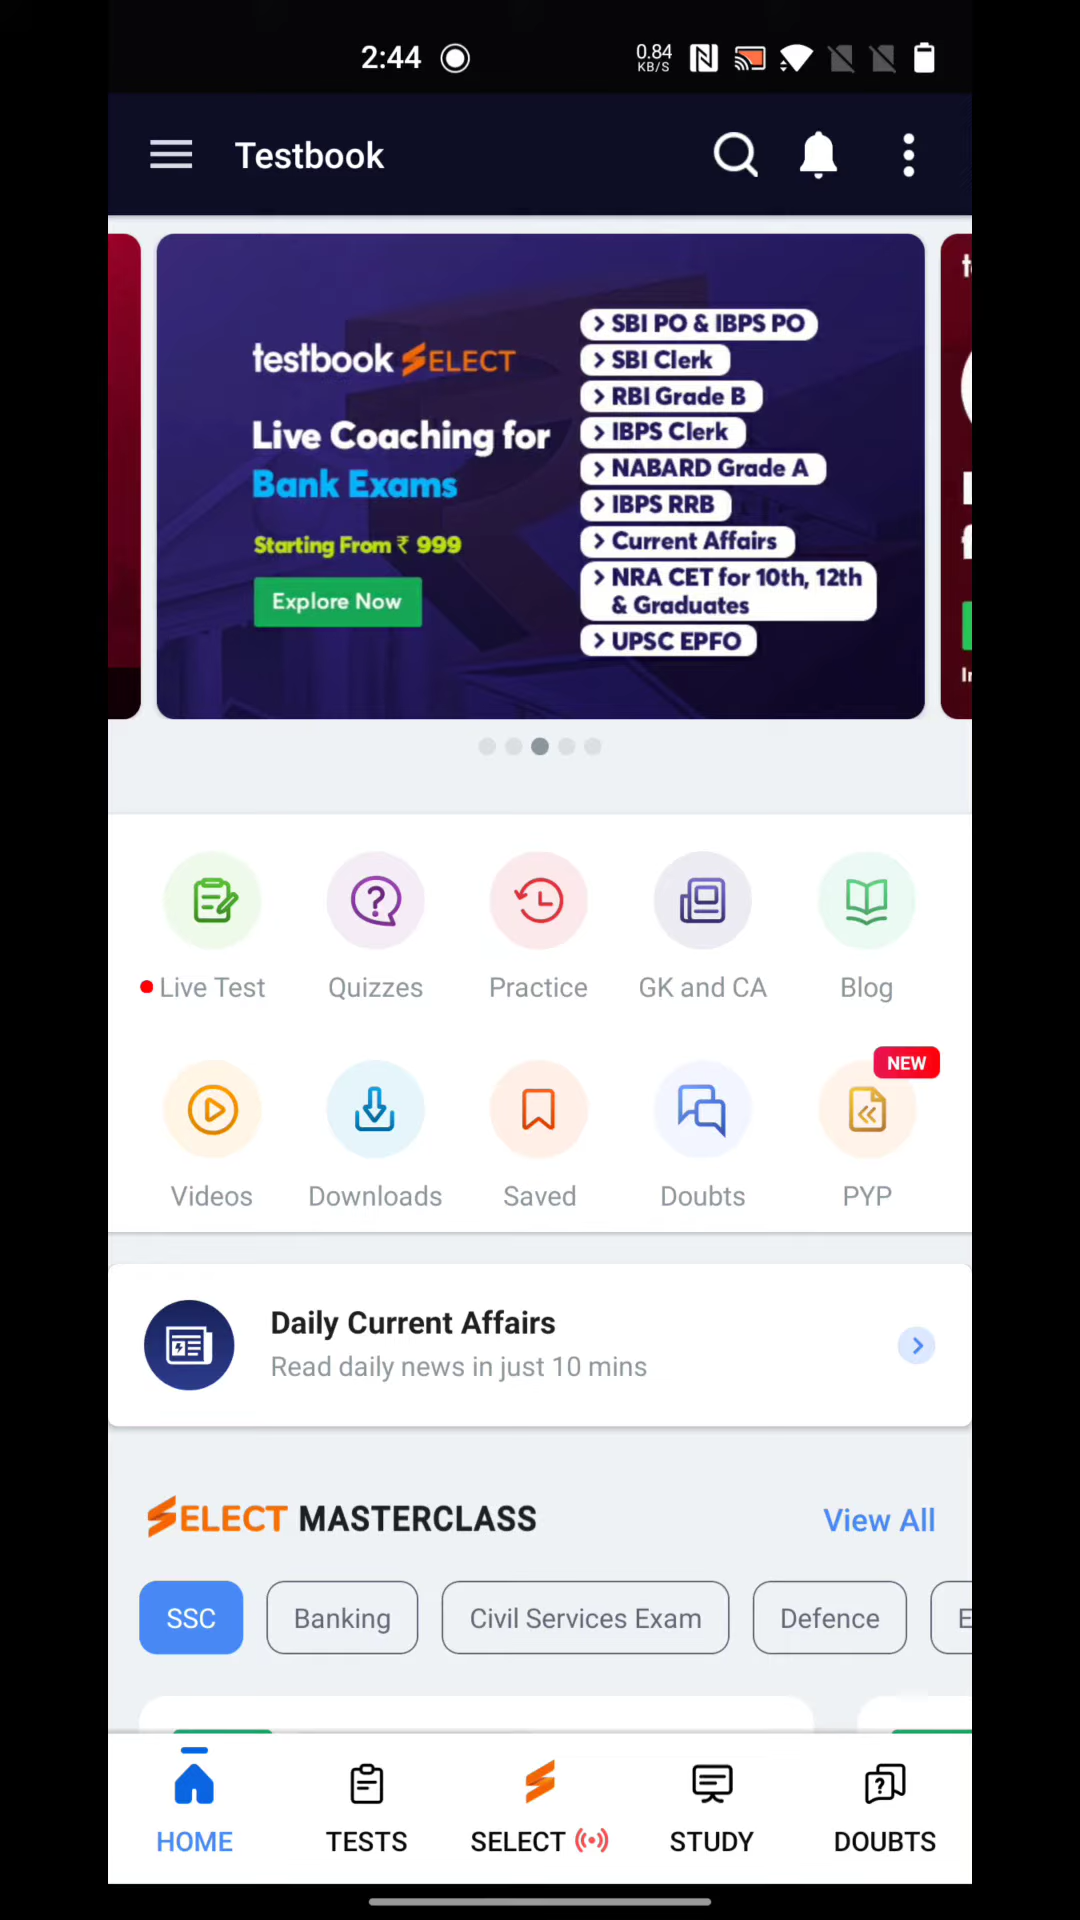 2:44
0.84
KB/S
Testbook
testbook SELECT
Live Coaching for
Bank Exams
Starting From ₹ 999
Explore Now
> SBI PO & IBPS PO
> SBI Clerk
> RBI Grade B
> IBPS Clerk
> NABARD Grade A
> IBPS RRB
> Current Affairs
> NRA CET for 10th, 12th
& Graduates
> UPSC EPFO
Live Test
Quizzes
Practice
GK and CA
Blog
NEW
Videos
Downloads
Saved
Doubts
PYP
Daily Current Affairs
Read daily news in just 10 mins
SELECT MASTERCLASS
View All
SSC
Banking
Civil Services Exam
Defence
E
HOME
TESTS
SELECT
STUDY
DOUBTS